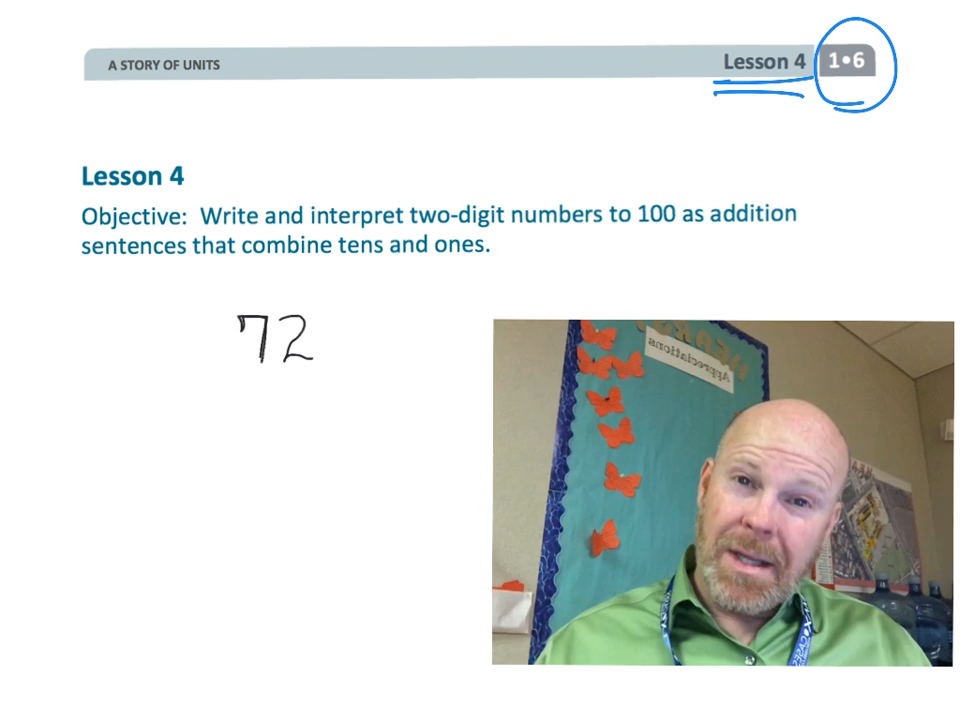 A STORY OF UNITS
Lesson 4 1•6
Lesson 4
Objective: Write and interpret two-digit numbers to 100 as addition
sentences that combine tens and ones.
72
Appreciations